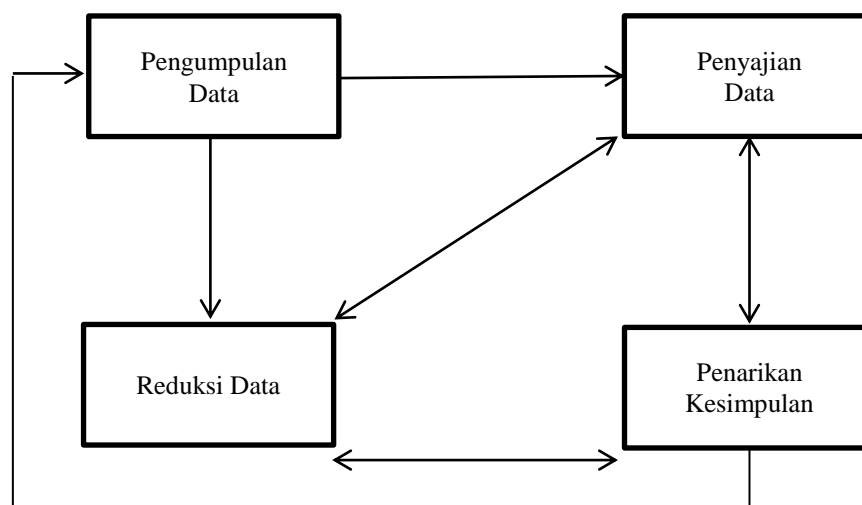 Pengumpulan
Data
Penyajian
Data
Reduksi Data
Penarikan
Kesimpulan